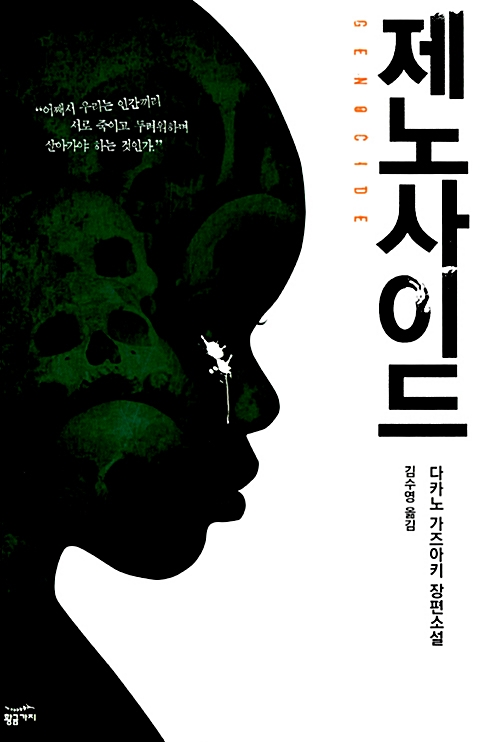 "어째서 우리는 인간끼리
서로 죽이고 두려워하며
살아가야 하는 것인가."
GENOCIDE
제노사이드
다카노 가즈아키 장편소설
김수영 옮김
황금가지